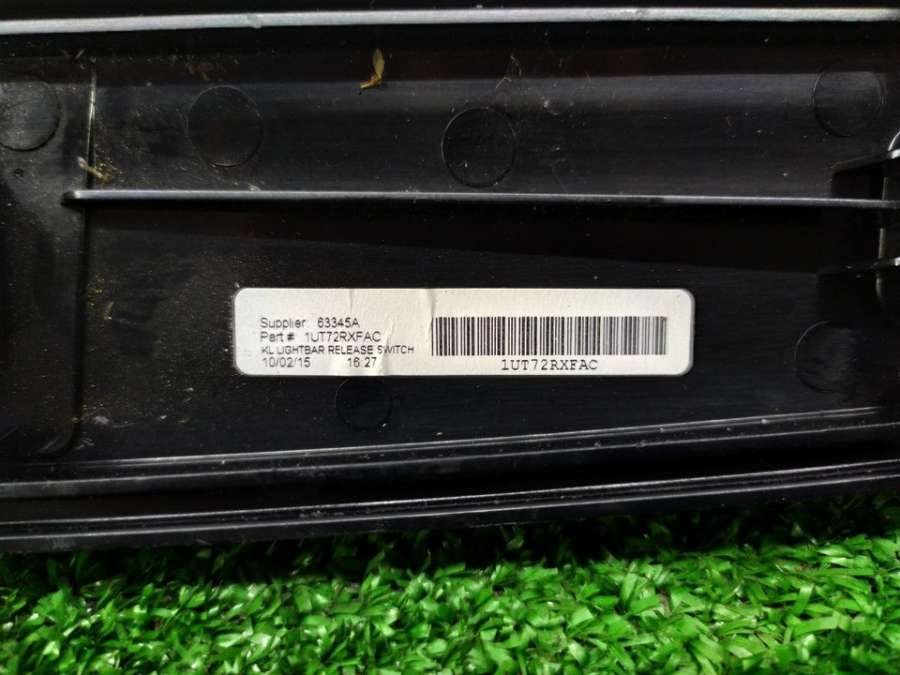 Supplier: 63345A
Part # 1UT72RXFAC
KL LIGHTBAR RELEASE SWITCH
10/02/15 16:27
1UT72RXFAC